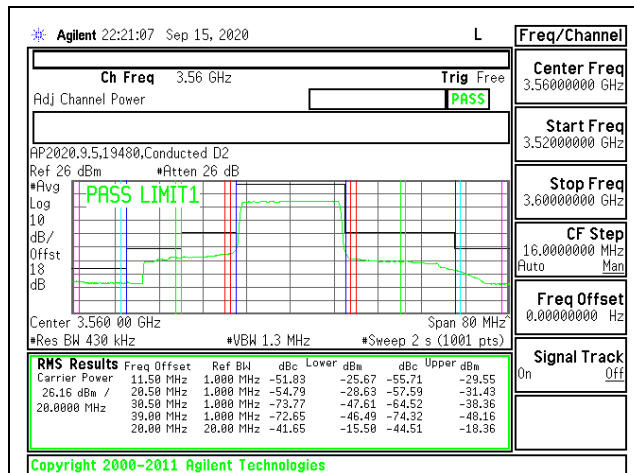 Agilent 22:21:07 Sep 15, 2020 L
Freq/Channel
Ch Freq 3.56 GHz Trig Free
Adj Channel Power PASS
AP2020.9.5,19480,Conducted D2
Ref 26 dBm #Atten 26 dB
#Avg
Log
10
dB/
Offst
18
dB
PASS LIMIT1
Center 3.560 00 GHz Span 80 MHz^
#Res BW 430 kHz #VBW 1.3 MHz #Sweep 2 s (1001 pts)
RMS Results Freq Offset Ref BW dBc Lower dBm dBc Upper dBm
Carrier Power 11.50 MHz 1.000 MHz -51.83 -25.67 -55.71 -29.55
26.16 dBm / 20.50 MHz 1.000 MHz -54.79 -28.63 -57.59 -31.43
20.0000 MHz 30.50 MHz 1.000 MHz -73.77 -47.61 -64.52 -38.36
39.00 MHz 1.000 MHz -72.65 -46.49 -74.32 -48.16
20.00 MHz 20.00 MHz -41.65 -15.50 -44.51 -18.36
Center Freq
3.56000000 GHz
Start Freq
3.52000000 GHz
Stop Freq
3.60000000 GHz
CF Step
16.0000000 MHz
Auto Man
Freq Offset
0.00000000 Hz
Signal Track
On Off
Copyright 2000-2011 Agilent Technologies